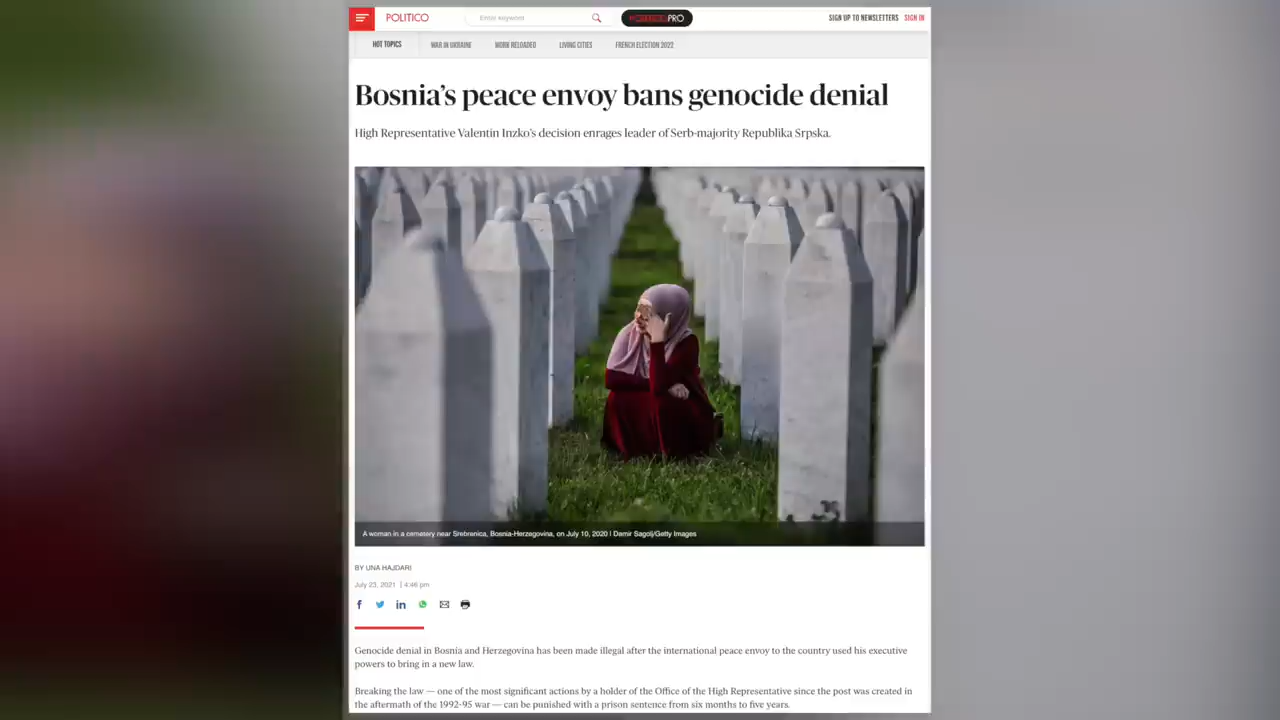 POLITICO
Enter keyword
PRO
SIGN UP TO NEWSLETTERS
SIGN IN
HOT TOPICS
WAR IN UKRAINE
WORK RELOADED
LIVING CITIES
FRENCH ELECTION 2022
Bosnia's peace envoy bans genocide denial
High Representative Valentin Inzko's decision enrages leader of Serb-majority Republika Srpska.
A woman in a cemetery near Srebrenica, Bosnia-Herzegovina, on July 10, 2020 | Damir Sagolj/Getty Images
BY UNA HAJDARI
July 23, 2021 | 4:46 pm
Genocide denial in Bosnia and Herzegovina has been made illegal after the international peace envoy to the country used his executive
powers to bring in a new law.
Breaking the law — one of the most significant actions by a holder of the Office of the High Representative since the post was created in
the aftermath of the 1992-95 war — can be punished with a prison sentence from six months to five years.